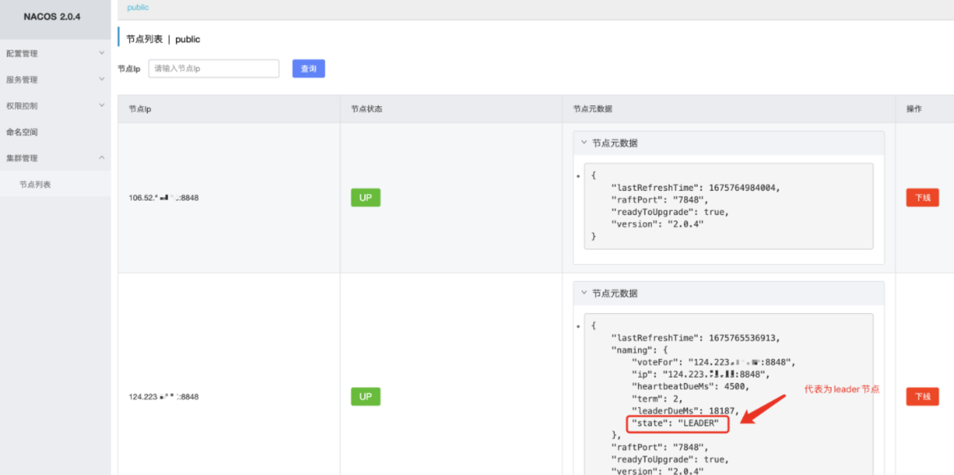 NACOS 2.0.4
配置管理
服务管理
权限控制
命名空间
集群管理
节点列表
public
节点列表 | public
节点Ip 请输入节点Ip 查询
节点Ip 节点状态 节点元数据 操作
节点元数据
{
"lastRefreshTime": 1675764984004,
"raftPort": "7848",
"readyToUpgrade": true,
"version": "2.0.4"
}
106.52. :8848 UP 下线
节点元数据
{
"lastRefreshTime": 1675765536913,
"naming": {
"voteFor": "124.223. :8848",
"ip": "124.223. :8848",
"heartbeatDueMs": 4500,
"term": 2,
"leaderDueMs": 18187,
"state": "LEADER"
},
"raftPort": "7848",
"readyToUpgrade": true,
"version": "2.0.4"
124.223 :8848 UP 下线
代表为leader节点